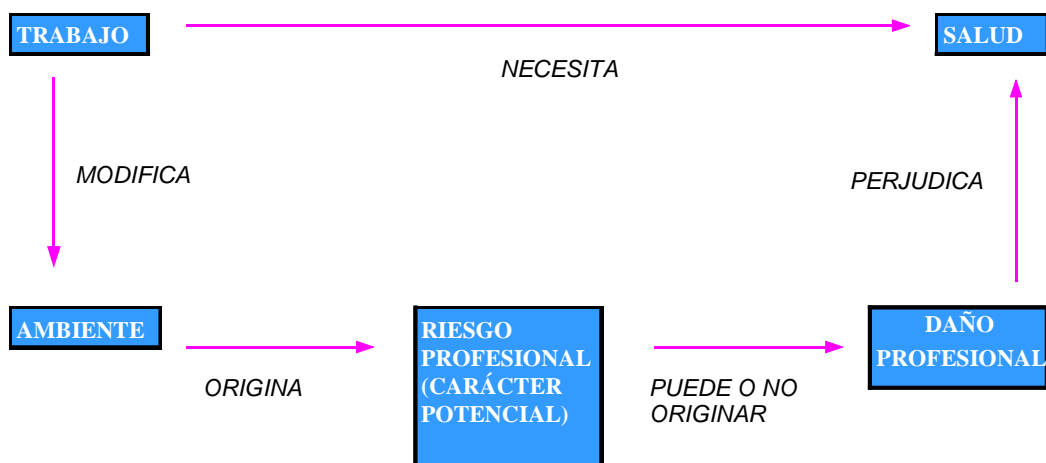 TRABAJO
SALUD
NECESITA
MODIFICA
PERJUDICA
AMBIENTE
ORIGINA
RIESGO
PROFESIONAL
(CARÁCTER
POTENCIAL)
PUEDE O NO
ORIGINAR
DAÑO
PROFESIONAL